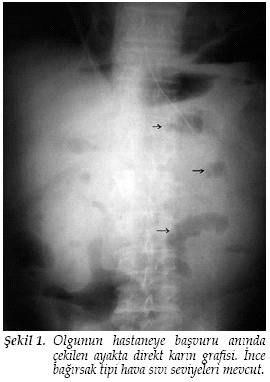 Şekil 1. Olgunun hastaneye başvuru anında
çekilen ayakta direkt karın grafisi. İnce
bağırsak tipi hava sıvı seviyeleri mevcut.